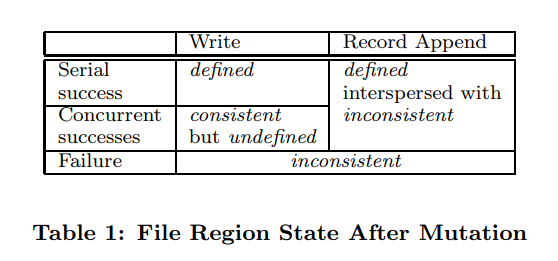 Write Record Append
Serial defined defined
success interspersed with
Concurrent consistent inconsistent
successes but undefined
Failure inconsistent
Table 1: File Region State After Mutation